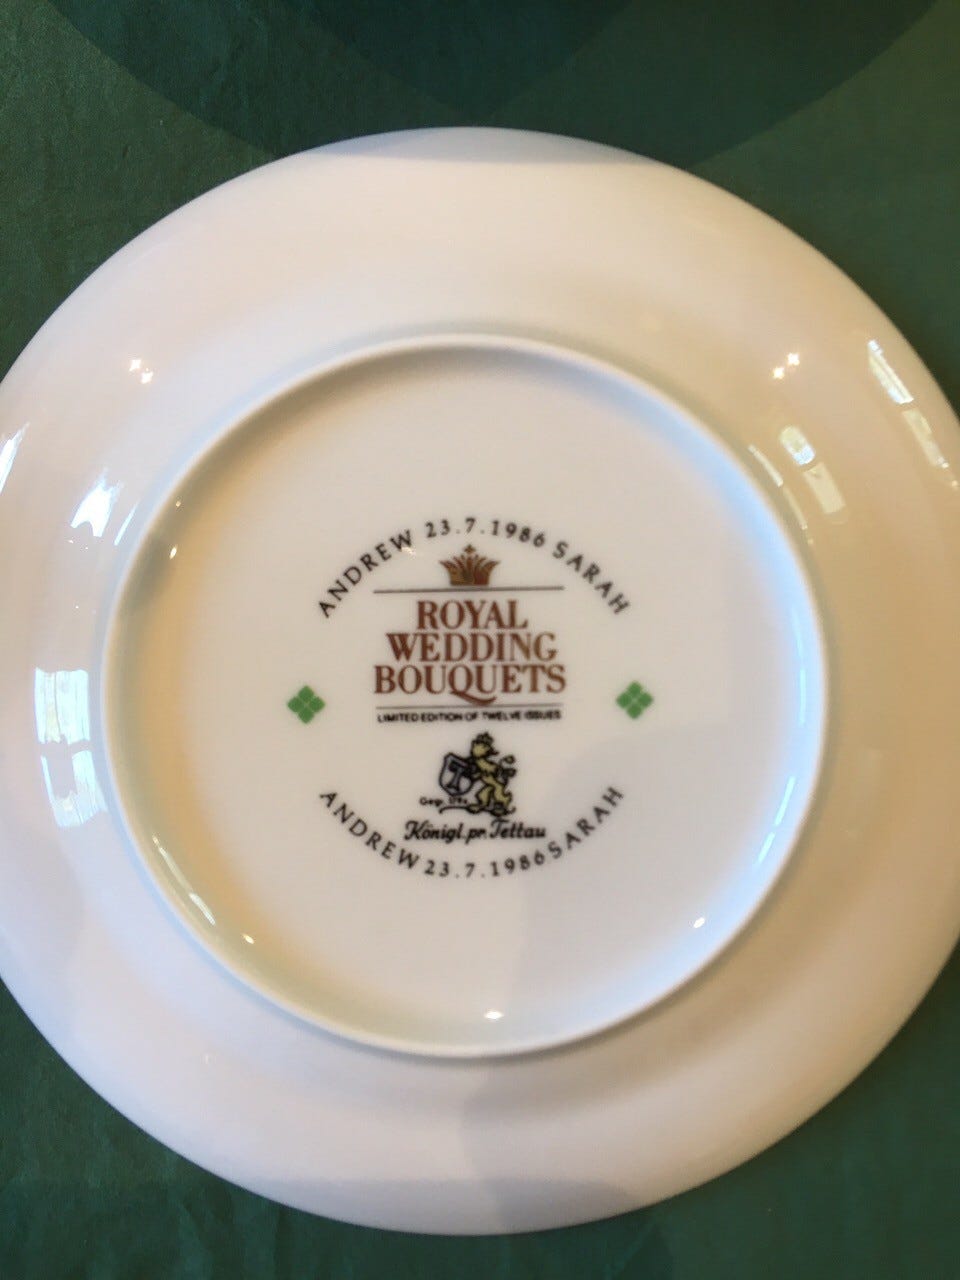 ANDREW 23.7.1986 SARAH
ROYAL
WEDDING
BOUQUETS
LIMITED EDITION OF TWELVE ISSUES
T
Königl. pr. Tettau
ANDREW 23.7.1986 SARAH